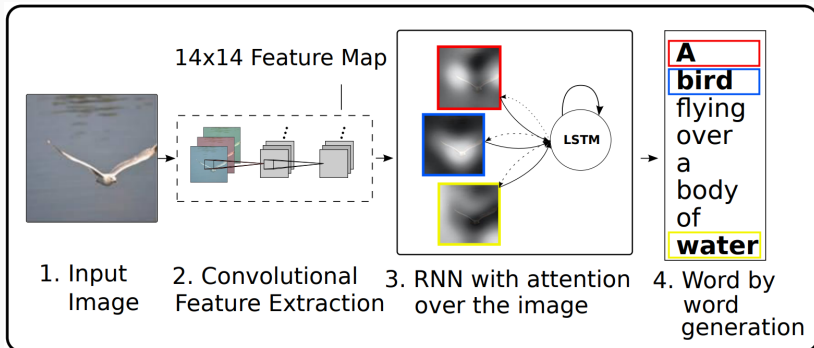 14x14 Feature Map
LSTM
A
bird
flying
over
a
body
of
water
1. Input
Image
2. Convolutional
Feature Extraction
3. RNN with attention
over the image
4. Word by
word
generation